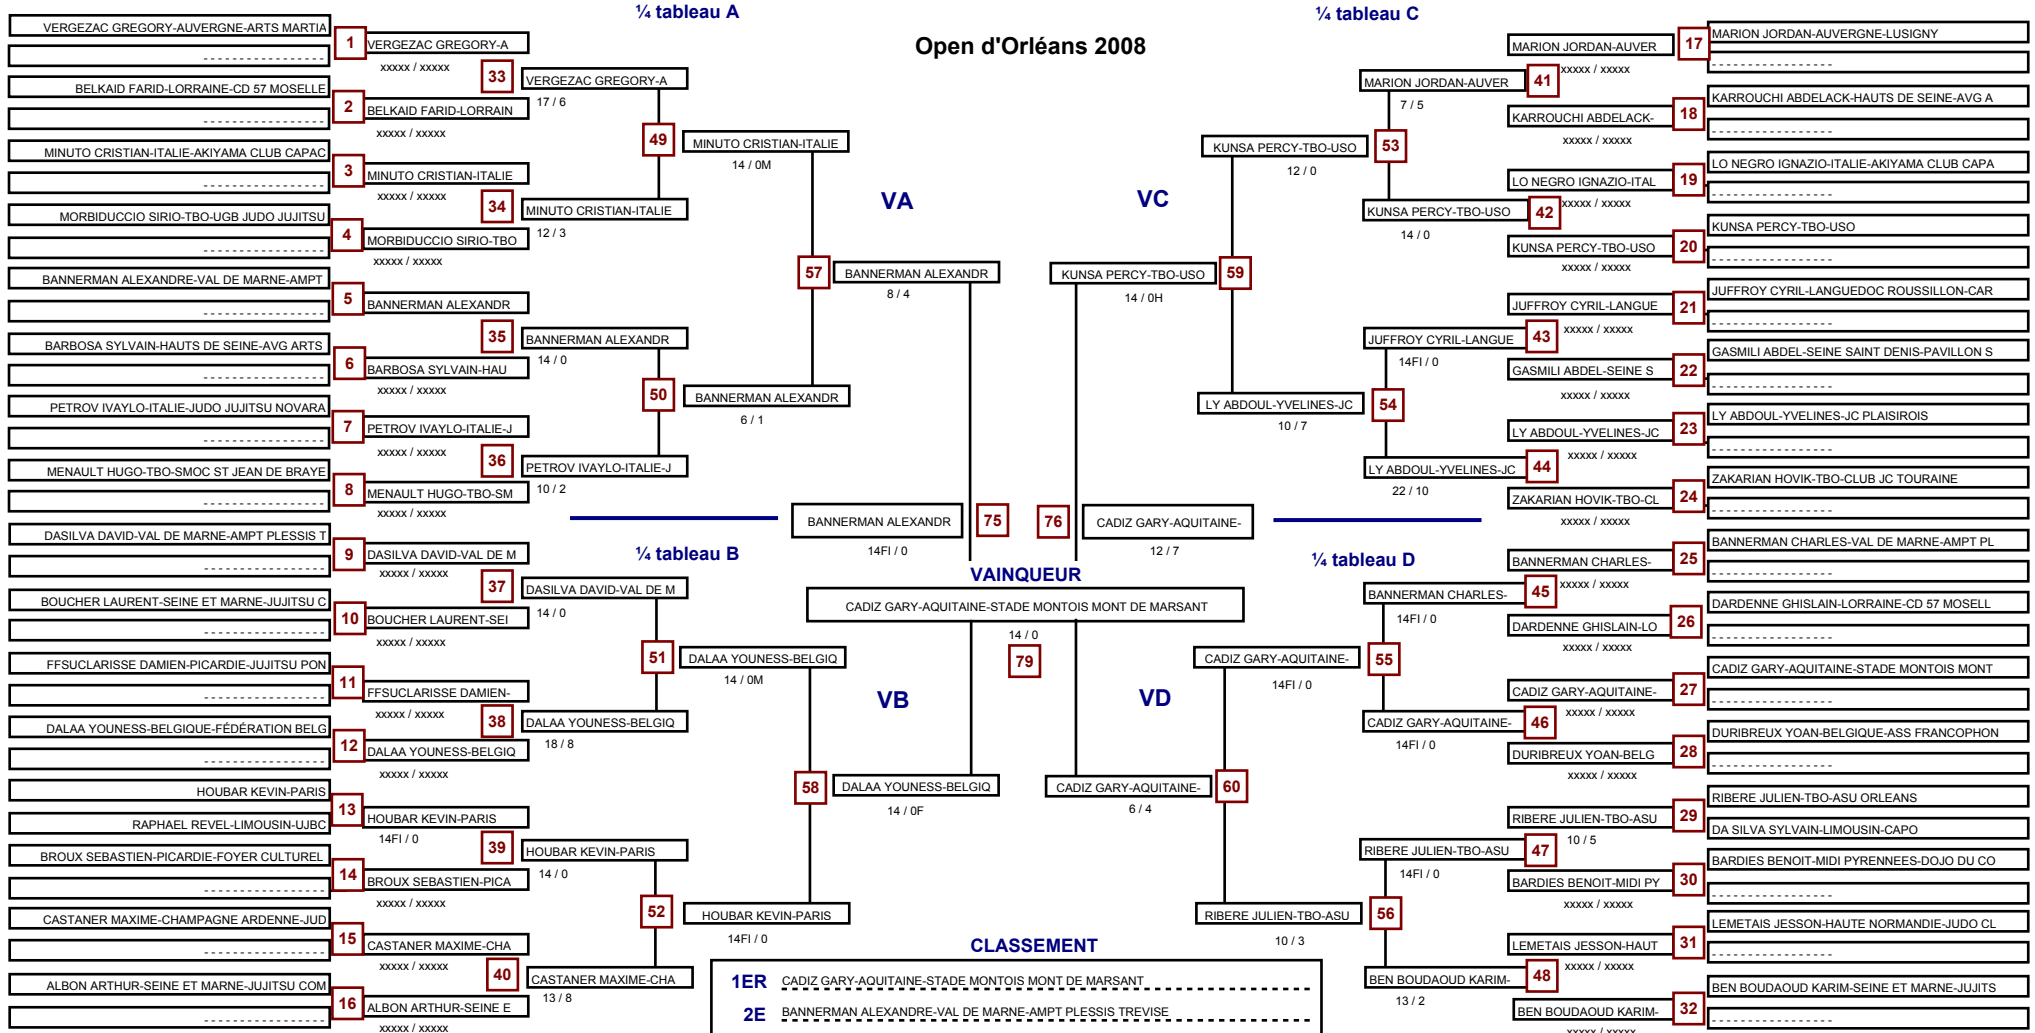 ¼ tableau A
¼ tableau C
Open d'Orléans 2008
VERGEZAC GREGORY-AUVERGNE-ARTS MARTIA
1
VERGEZAC GREGORY-A
xxxxx / xxxxx
BELKAID FARID-LORRAINE-CD 57 MOSELLE
2
BELKAID FARID-LORRAIN
xxxxx / xxxxx
33
VERGEZAC GREGORY-A
17 / 6
MINUTO CRISTIAN-ITALIE-AKIYAMA CLUB CAPAC
3
MINUTO CRISTIAN-ITALIE
xxxxx / xxxxx
MORBIDUCCIO SIRIO-TBO-UGB JUDO JUJITSU
4
MORBIDUCCIO SIRIO-TBO
xxxxx / xxxxx
34
MINUTO CRISTIAN-ITALIE
12 / 3
49
MINUTO CRISTIAN-ITALIE
14 / 0M
BANNERMAN ALEXANDRE-VAL DE MARNE-AMPT
5
BANNERMAN ALEXANDR
BARBOSA SYLVAIN-HAUTS DE SEINE-AVG ARTS
6
BARBOSA SYLVAIN-HAU
xxxxx / xxxxx
35
BANNERMAN ALEXANDR
14 / 0
PETROV IVAYLO-ITALIE-JUDO JUJITSU NOVARA
7
PETROV IVAYLO-ITALIE-J
xxxxx / xxxxx
MENAULT HUGO-TBO-SMOC ST JEAN DE BRAYE
8
MENAULT HUGO-TBO-SM
xxxxx / xxxxx
36
PETROV IVAYLO-ITALIE-J
10 / 2
50
BANNERMAN ALEXANDR
6 / 1
VA
57
BANNERMAN ALEXANDR
8 / 4
¼ tableau B
DASILVA DAVID-VAL DE MARNE-AMPT PLESSIS T
9
DASILVA DAVID-VAL DE M
xxxxx / xxxxx
BOUCHER LAURENT-SEINE ET MARNE-JUJITSU C
10
BOUCHER LAURENT-SEI
xxxxx / xxxxx
37
DASILVA DAVID-VAL DE M
14 / 0
FFSUCLARISSE DAMIEN-PICARDIE-JUJITSU PON
11
FFSUCLARISSE DAMIEN-
xxxxx / xxxxx
DALAA YOUNESS-BELGIQUE-FÉDÉRATION BELG
12
DALAA YOUNESS-BELGIQ
xxxxx / xxxxx
38
DALAA YOUNESS-BELGIQ
18 / 8
51
DALAA YOUNESS-BELGIQ
14 / 0M
HOUBAR KEVIN-PARIS
13
RAPHAEL REVEL-LIMOUSIN-UJBC
HOUBAR KEVIN-PARIS
14FI / 0
BROUX SEBASTIEN-PICARDIE-FOYER CULTUREL
14
BROUX SEBASTIEN-PICA
xxxxx / xxxxx
39
HOUBAR KEVIN-PARIS
14 / 0
CASTANER MAXIME-CHAMPAGNE ARDENNE-JUD
15
CASTANER MAXIME-CHA
xxxxx / xxxxx
ALBON ARTHUR-SEINE ET MARNE-JUJITSU COM
16
ALBON ARTHUR-SEINE E
xxxxx / xxxxx
40
CASTANER MAXIME-CHA
13 / 8
52
HOUBAR KEVIN-PARIS
14FI / 0
VB
58
DALAA YOUNESS-BELGIQ
14 / 0F
BANNERMAN ALEXANDR
75
14FI / 0
76
CADIZ GARY-AQUITAINE-
12 / 7
VAINQUEUR
CADIZ GARY-AQUITAINE-STADE MONTOIS MONT DE MARSANT
14 / 0
79
MARION JORDAN-AUVERGNE-LUSIGNY
17
MARION JORDAN-AUVER
xxxxx / xxxxx
KARROUCHI ABDELACK-HAUTS DE SEINE-AVG A
18
KARROUCHI ABDELACK-
xxxxx / xxxxx
41
MARION JORDAN-AUVER
7 / 5
LO NEGRO IGNAZIO-ITALIE-AKIYAMA CLUB CAPA
19
LO NEGRO IGNAZIO-ITAL
xxxxx / xxxxx
KUNSA PERCY-TBO-USO
20
KUNSA PERCY-TBO-USO
xxxxx / xxxxx
42
KUNSA PERCY-TBO-USO
14 / 0
53
KUNSA PERCY-TBO-USO
12 / 0
JUFFROY CYRIL-LANGUEDOC ROUSSILLON-CAR
21
JUFFROY CYRIL-LANGUE
xxxxx / xxxxx
GASMILI ABDEL-SEINE SAINT DENIS-PAVILLON S
22
GASMILI ABDEL-SEINE S
xxxxx / xxxxx
43
JUFFROY CYRIL-LANGUE
14FI / 0
LY ABDOUL-YVELINES-JC PLAISIROIS
23
LY ABDOUL-YVELINES-JC
xxxxx / xxxxx
ZAKARIAN HOVIK-TBO-CLUB JC TOURAINE
24
ZAKARIAN HOVIK-TBO-CL
xxxxx / xxxxx
44
LY ABDOUL-YVELINES-JC
22 / 10
54
LY ABDOUL-YVELINES-JC
10 / 7
VC
59
KUNSA PERCY-TBO-USO
14 / 0H
¼ tableau D
BANNERMAN CHARLES-VAL DE MARNE-AMPT PL
25
BANNERMAN CHARLES-
xxxxx / xxxxx
DARDENNE GHISLAIN-LORRAINE-CD 57 MOSELL
26
DARDENNE GHISLAIN-LO
xxxxx / xxxxx
45
BANNERMAN CHARLES-
14FI / 0
CADIZ GARY-AQUITAINE-STADE MONTOIS MONT
27
CADIZ GARY-AQUITAINE-
xxxxx / xxxxx
DURIBREUX YOAN-BELGIQUE-ASS FRANCOPHON
28
DURIBREUX YOAN-BELG
xxxxx / xxxxx
46
CADIZ GARY-AQUITAINE-
14FI / 0
55
CADIZ GARY-AQUITAINE-
14FI / 0
RIBERE JULIEN-TBO-ASU ORLEANS
29
DA SILVA SYLVAIN-LIMOUSIN-CAPO
RIBERE JULIEN-TBO-ASU
10 / 5
BARDIES BENOIT-MIDI PYRENNEES-DOJO DU CO
30
BARDIES BENOIT-MIDI PY
xxxxx / xxxxx
47
RIBERE JULIEN-TBO-ASU
14FI / 0
LEMETAIS JESSON-HAUTE NORMANDIE-JUDO CL
31
LEMETAIS JESSON-HAUT
xxxxx / xxxxx
BEN BOUDAOUD KARIM-SEINE ET MARNE-JUJITS
32
BEN BOUDAOUD KARIM-
xxxxx / xxxxx
48
BEN BOUDAOUD KARIM-
13 / 2
56
RIBERE JULIEN-TBO-ASU
10 / 3
VD
60
CADIZ GARY-AQUITAINE-
6 / 4
CLASSEMENT
1ER CADIZ GARY-AQUITAINE-STADE MONTOIS MONT DE MARSANT
2E BANNERMAN ALEXANDRE-VAL DE MARNE-AMPT PLESSIS TREVISE